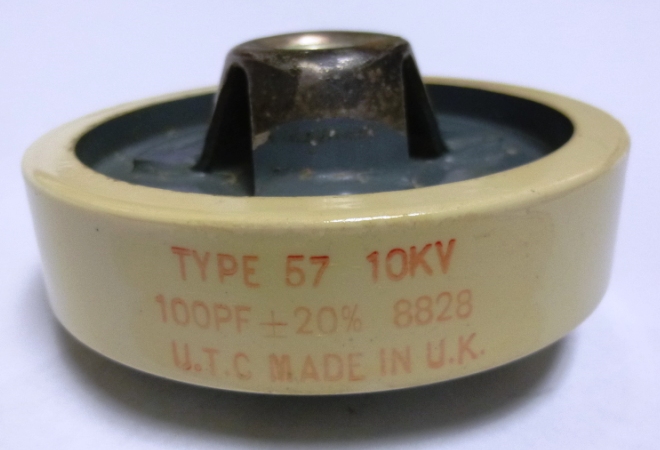 TYPE 57 10KV
100PF ±20% 8828
U.T.C MADE IN U.K.